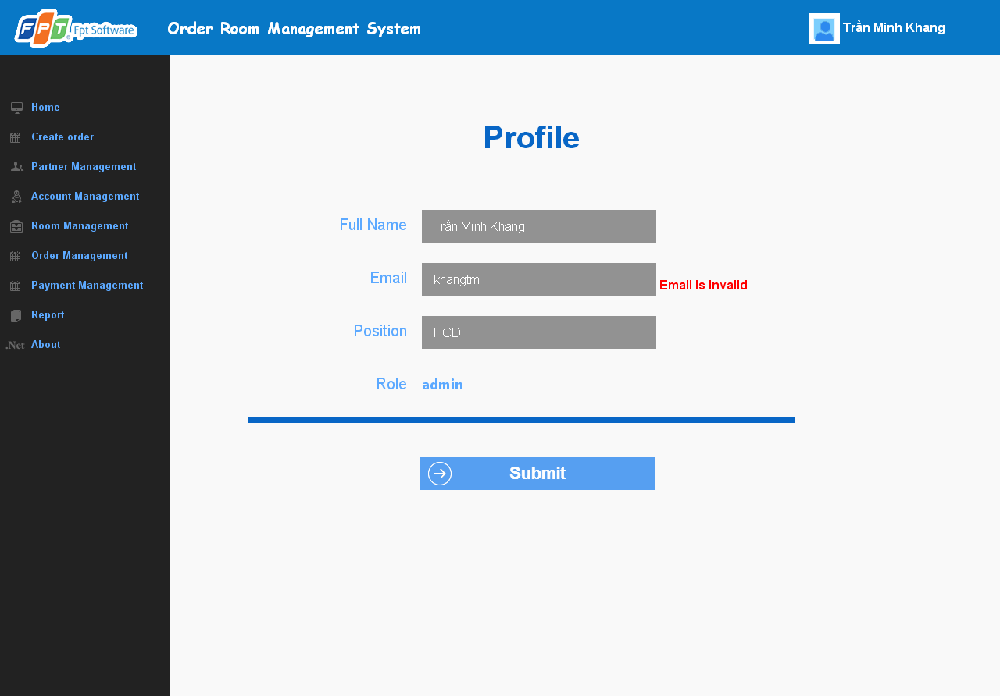 FPT® Fpt Software
Order Room Management System
Trần Minh Khang
Home
Create order
Partner Management
Account Management
Room Management
Order Management
Payment Management
Report
.Net About
Profile
Full Name Trần Minh Khang
Email khangtm Email is invalid
Position HCD
Role admin
Submit